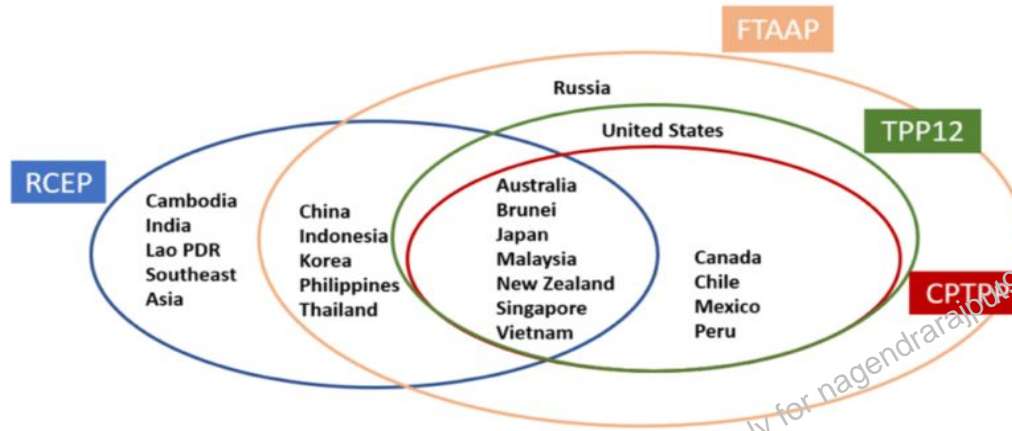 FTAAP
Russia
TPP12
United States
RCEP
Cambodia
India
Lao PDR
Southeast
Asia
China
Indonesia
Korea
Philippines
Thailand
Australia
Brunei
Japan
Malaysia
New Zealand
Singapore
Vietnam
Canada
Chile
Mexico
Peru
for